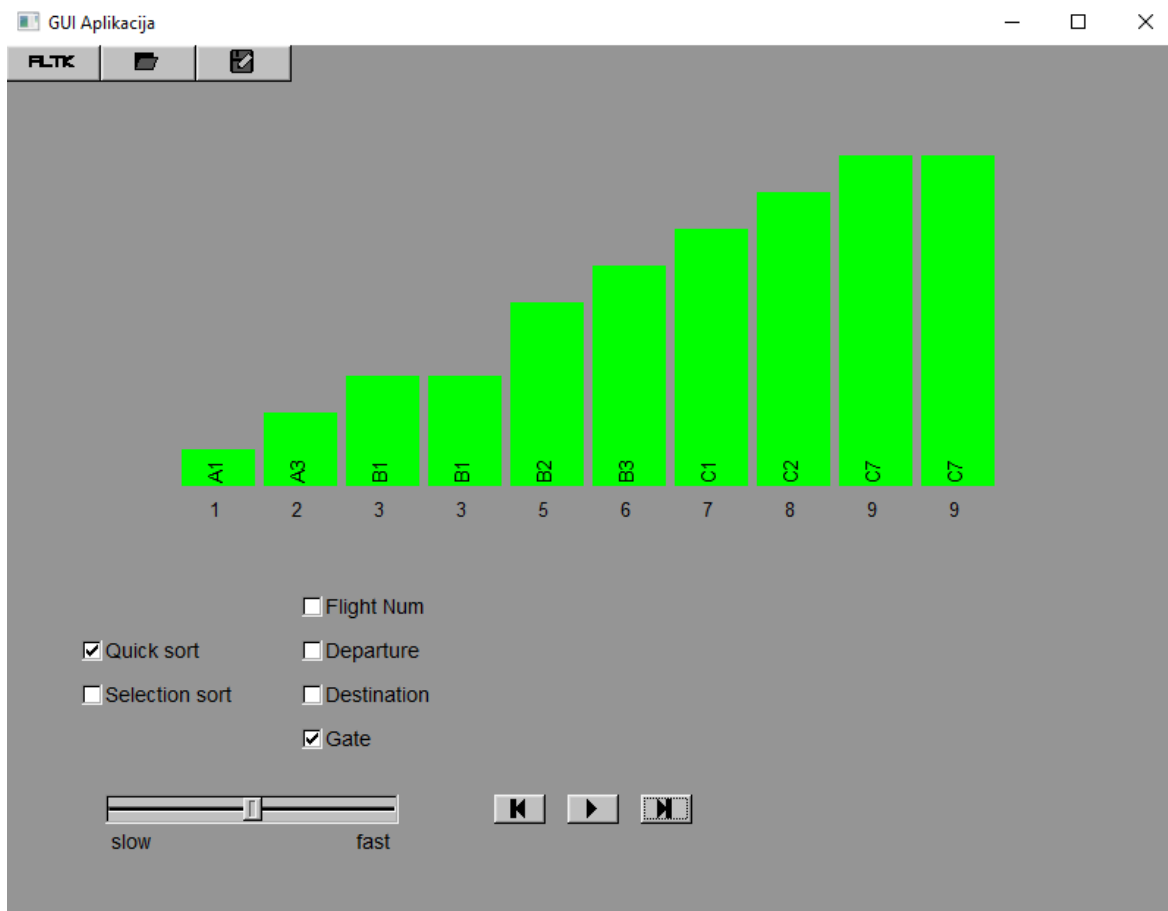 GUI Aplikacija
FLTK
A1 A3 B1 B1 B2 B3 C1 C2 C7 C7
1 2 3 3 5 6 7 8 9 9
Flight Num
Quick sort Departure
Selection sort Destination
Gate
slow fast